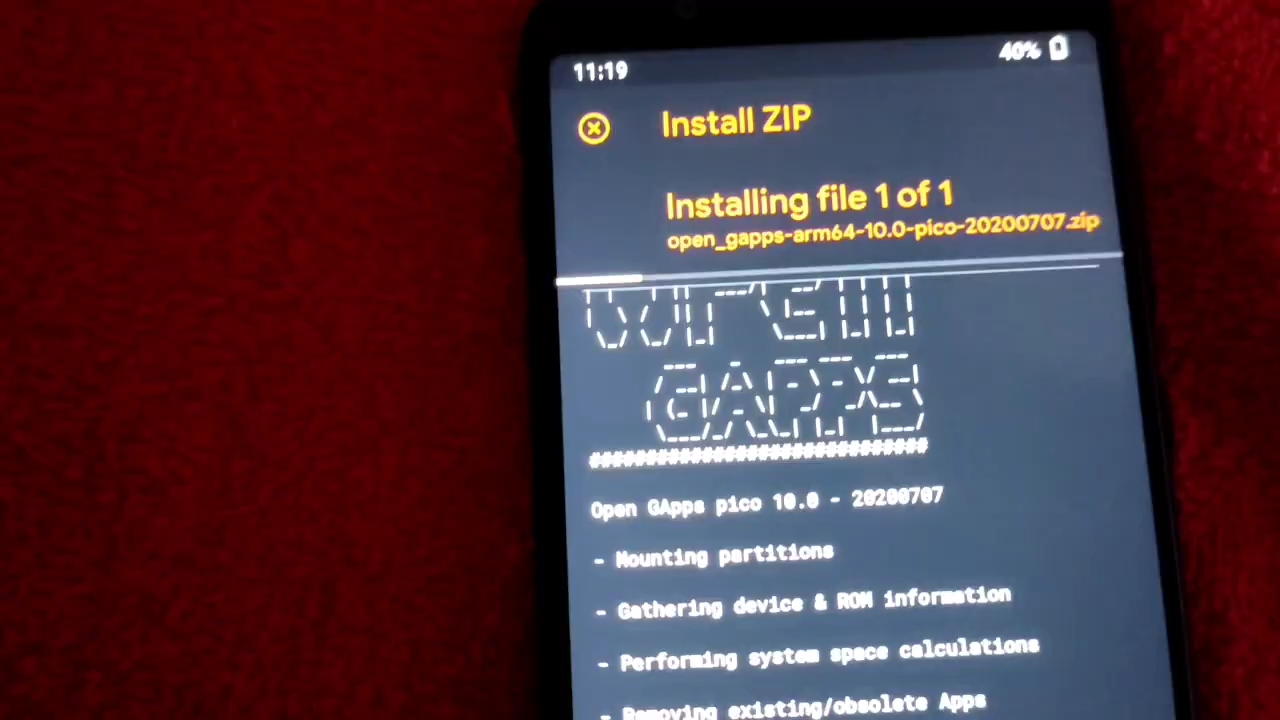 11:19
40%
Install ZIP
Installing file 1 of 1
open_gapps-arm64-10.0-pico-20200707.zip
GAPPS
##############################
Open GApps pico 10.0 - 20200707
- Mounting partitions
- Gathering device & ROM information
- Performing system space calculations
- Removing existing/obsolete Apps